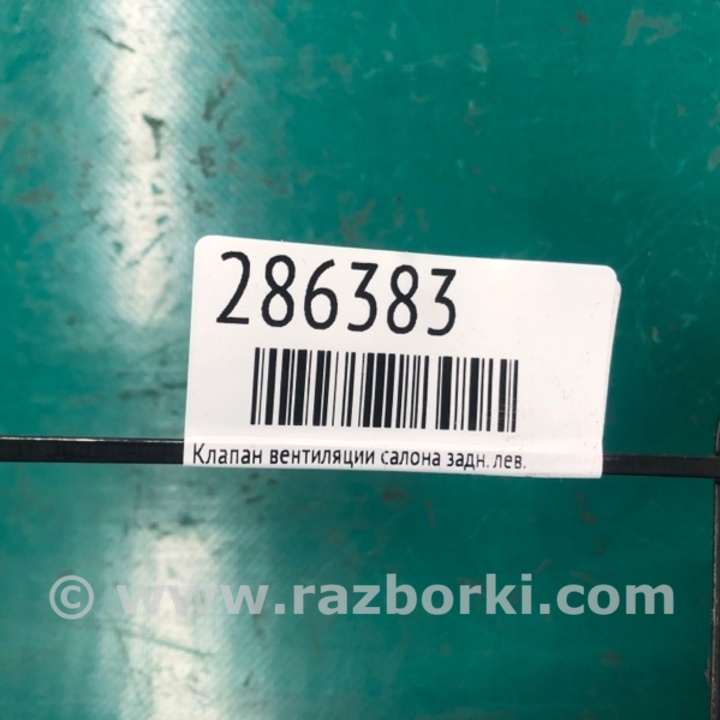 286383
Клапан вентиляции салона задн. лев.
© www.razborki.com